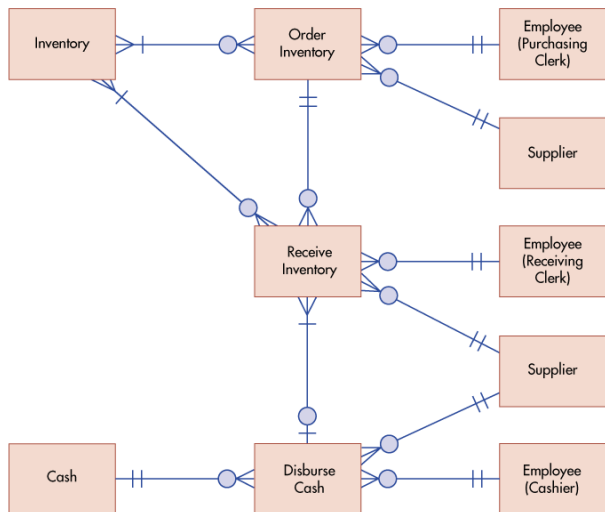 Inventory
Order
Inventory
Employee
(Purchasing
Clerk)
Supplier
Receive
Inventory
Employee
(Receiving
Clerk)
Supplier
Cash
Disburse
Cash
Employee
(Cashier)